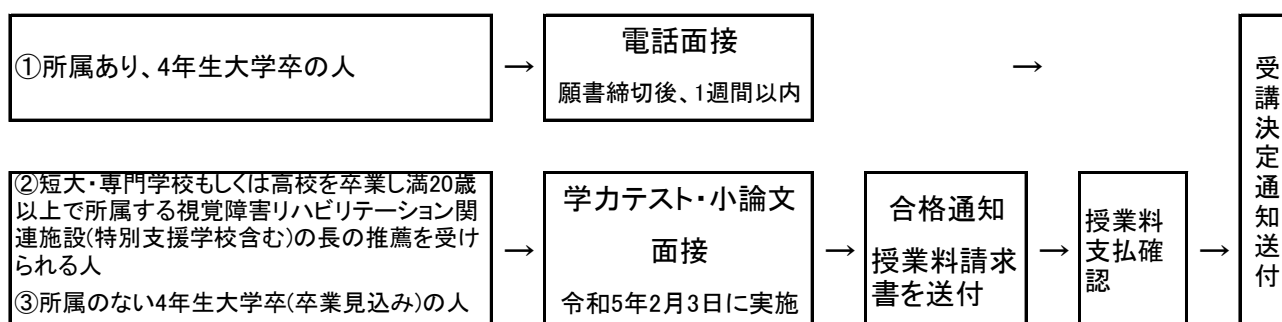 ①所属あり、4年生大学卒の人
→
電話面接
願書締切後、1週間以内
→
②短大・専門学校もしくは高校を卒業し満20歳
以上で所属する視覚障害リハビリテーション関
連施設(特別支援学校含む)の長の推薦を受け
られる人
③所属のない4年生大学卒(卒業見込み)の人
→
学力テスト・小論文
面接
令和5年2月3日に実施
→
合格通知
授業料請求
書を送付
→
授業料
支払確
認
→
受講決定通知送付